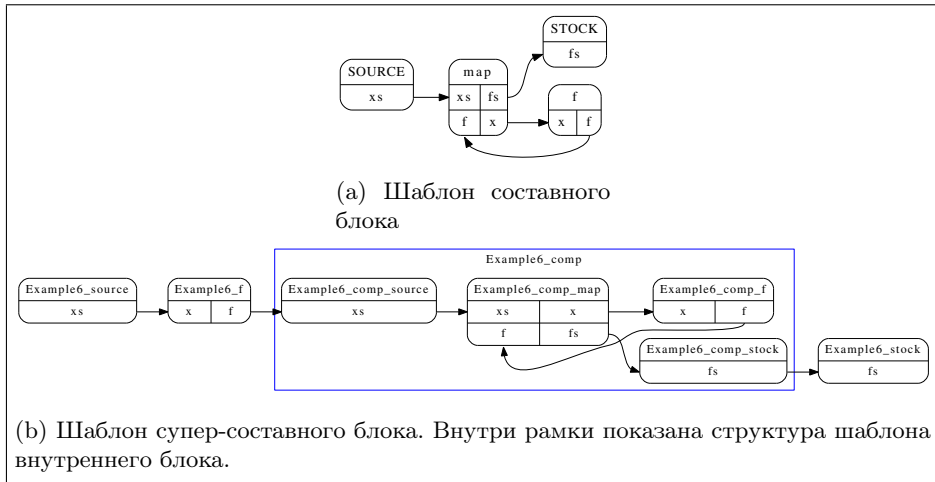 STOCK
fs
SOURCE
xs
map
xs fs
f x
f
x f
(a) Шаблон составного
блока
Example6_comp
Example6_source
xs
Example6_f
x f
Example6_comp_source
xs
Example6_comp_map
xs x
f fs
Example6_comp_f
x f
Example6_comp_stock
fs
Example6_stock
fs
(b) Шаблон супер-составного блока. Внутри рамки показана структура шаблона
внутреннего блока.